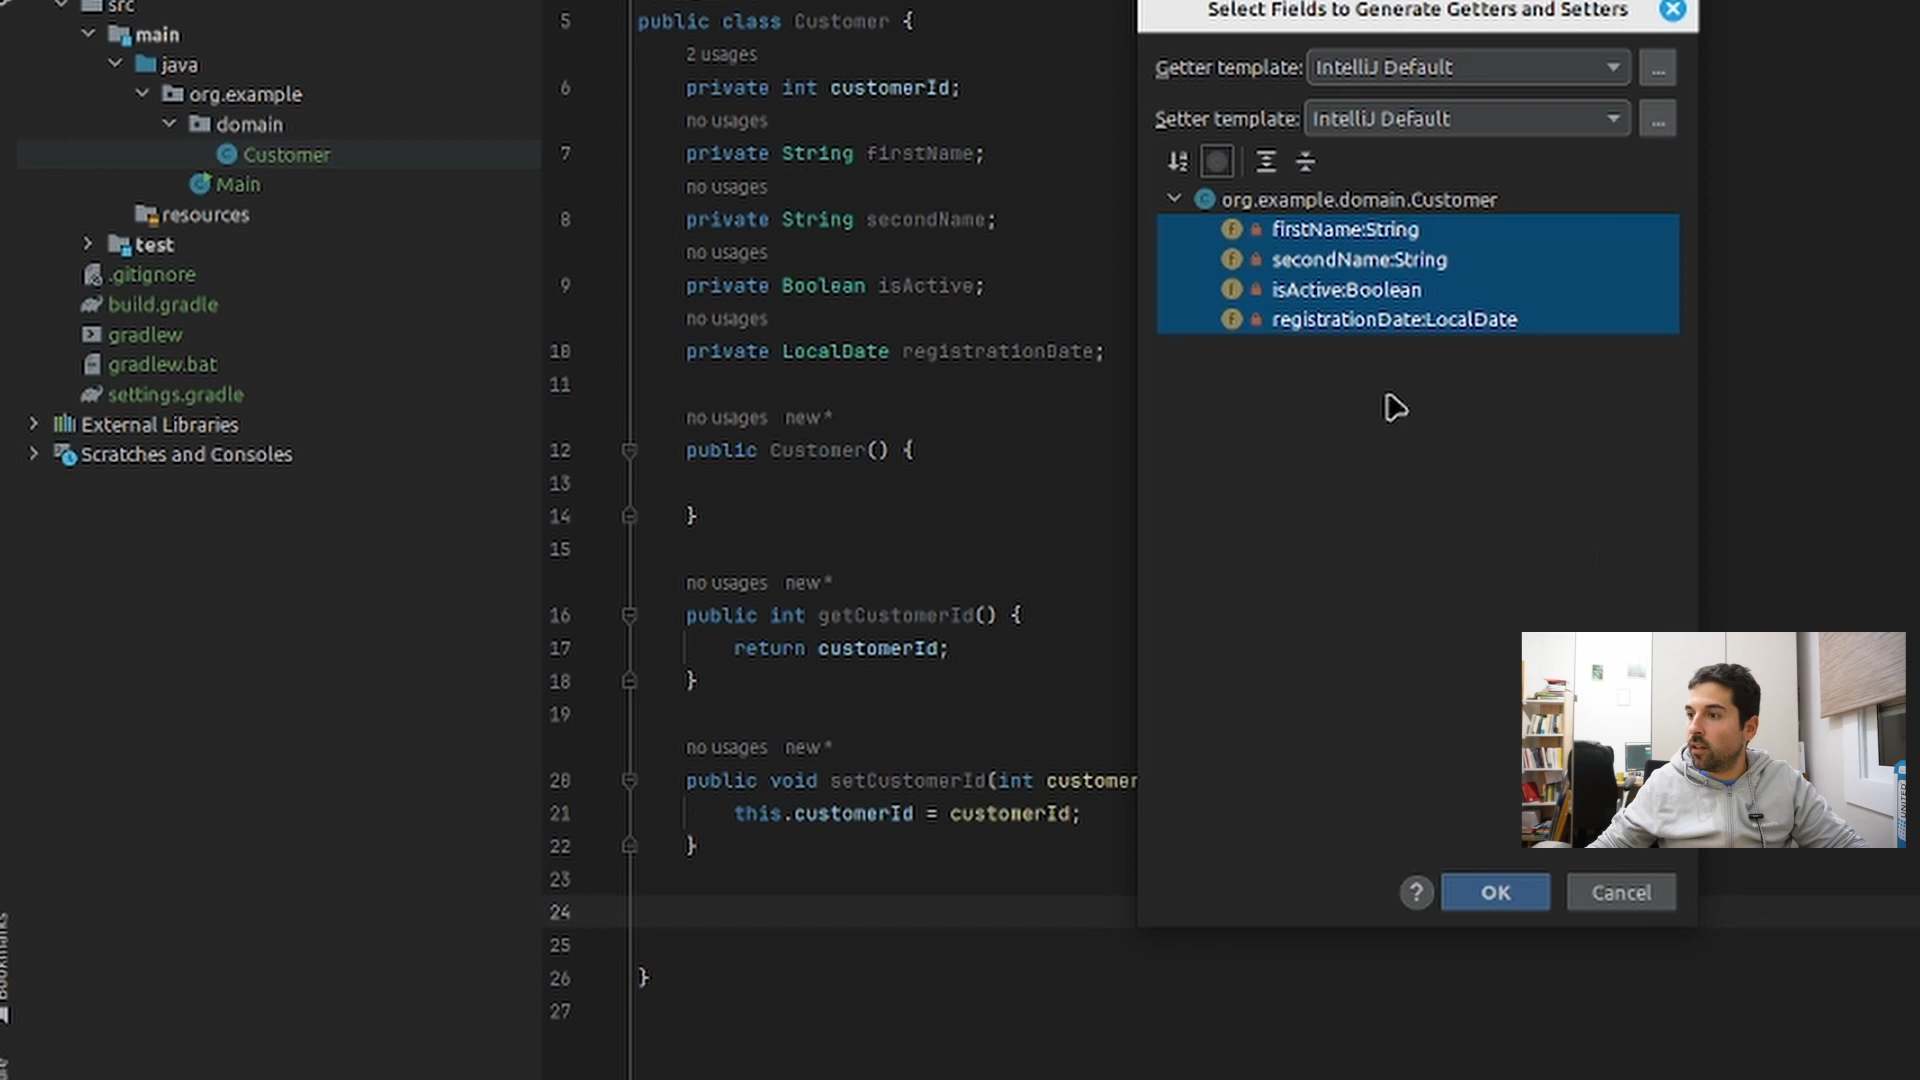 src
main
java
org.example
domain
Customer
Main
resources
test
.gitignore
build.gradle
gradlew
gradlew.bat
settings.gradle
External Libraries
Scratches and Consoles
Bookmarks
5 public class Customer {
2 usages
6 private int customerId;
no usages
7 private String firstName;
no usages
8 private String secondName;
no usages
9 private Boolean isActive;
no usages
10 private LocalDate registrationDate;
11
no usages new *
12 public Customer() {
13
14 }
15
no usages new *
16 public int getCustomerId() {
17 return customerId;
18 }
19
no usages new *
20 public void setCustomerId(int customer
21 this.customerId = customerId;
22 }
23
24
25
26 }
27
Select Fields to Generate Getters and Setters
Getter template: IntelliJ Default ...
Setter template: IntelliJ Default ...
org.example.domain.Customer
f firstName:String
f secondName:String
f isActive:Boolean
f registrationDate:LocalDate
? OK Cancel